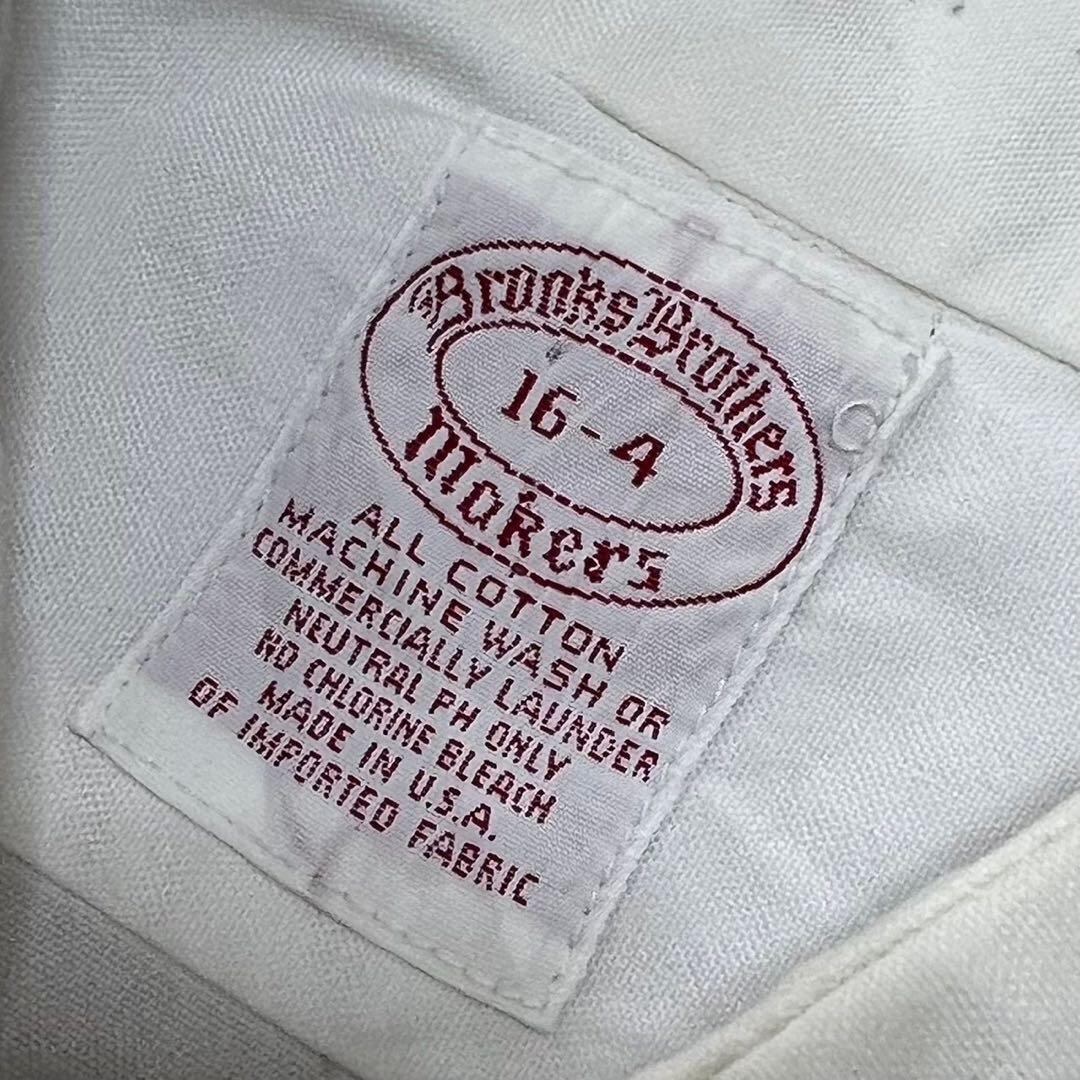 Brooks Brothers
16-4
Makers
ALL COTTON
MACHINE WASH OR
COMMERCIALLY LAUNDER
NEUTRAL PH ONLY
NO CHLORINE BLEACH
MADE IN U.S.A.
OF IMPORTED FABRIC